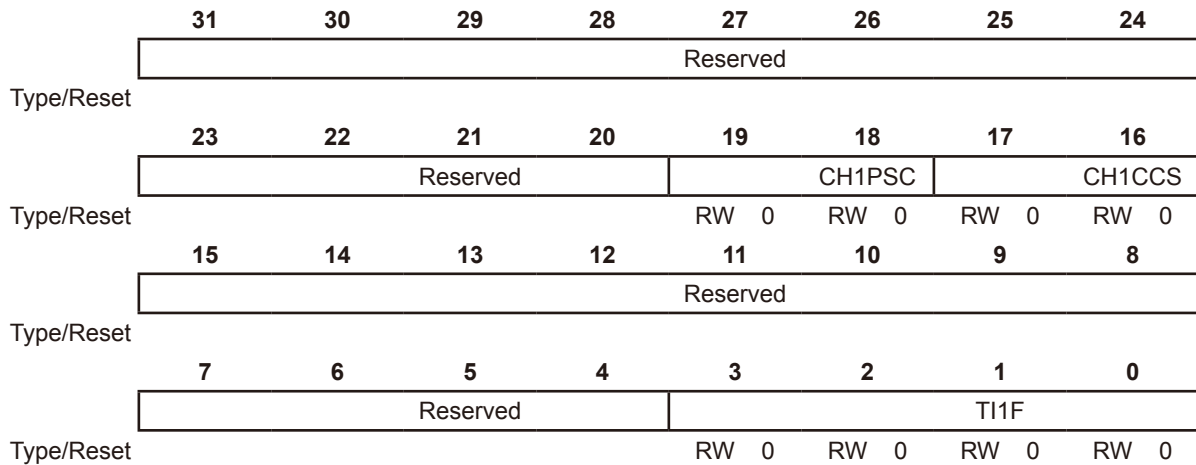 31 30 29 28 27 26 25 24
Reserved
Type/Reset
23 22 21 20 19 18 17 16
Reserved CH1PSC CH1CCS
Type/Reset RW 0 RW 0 RW 0 RW 0
15 14 13 12 11 10 9 8
Reserved
Type/Reset
7 6 5 4 3 2 1 0
Reserved TI1F
Type/Reset RW 0 RW 0 RW 0 RW 0